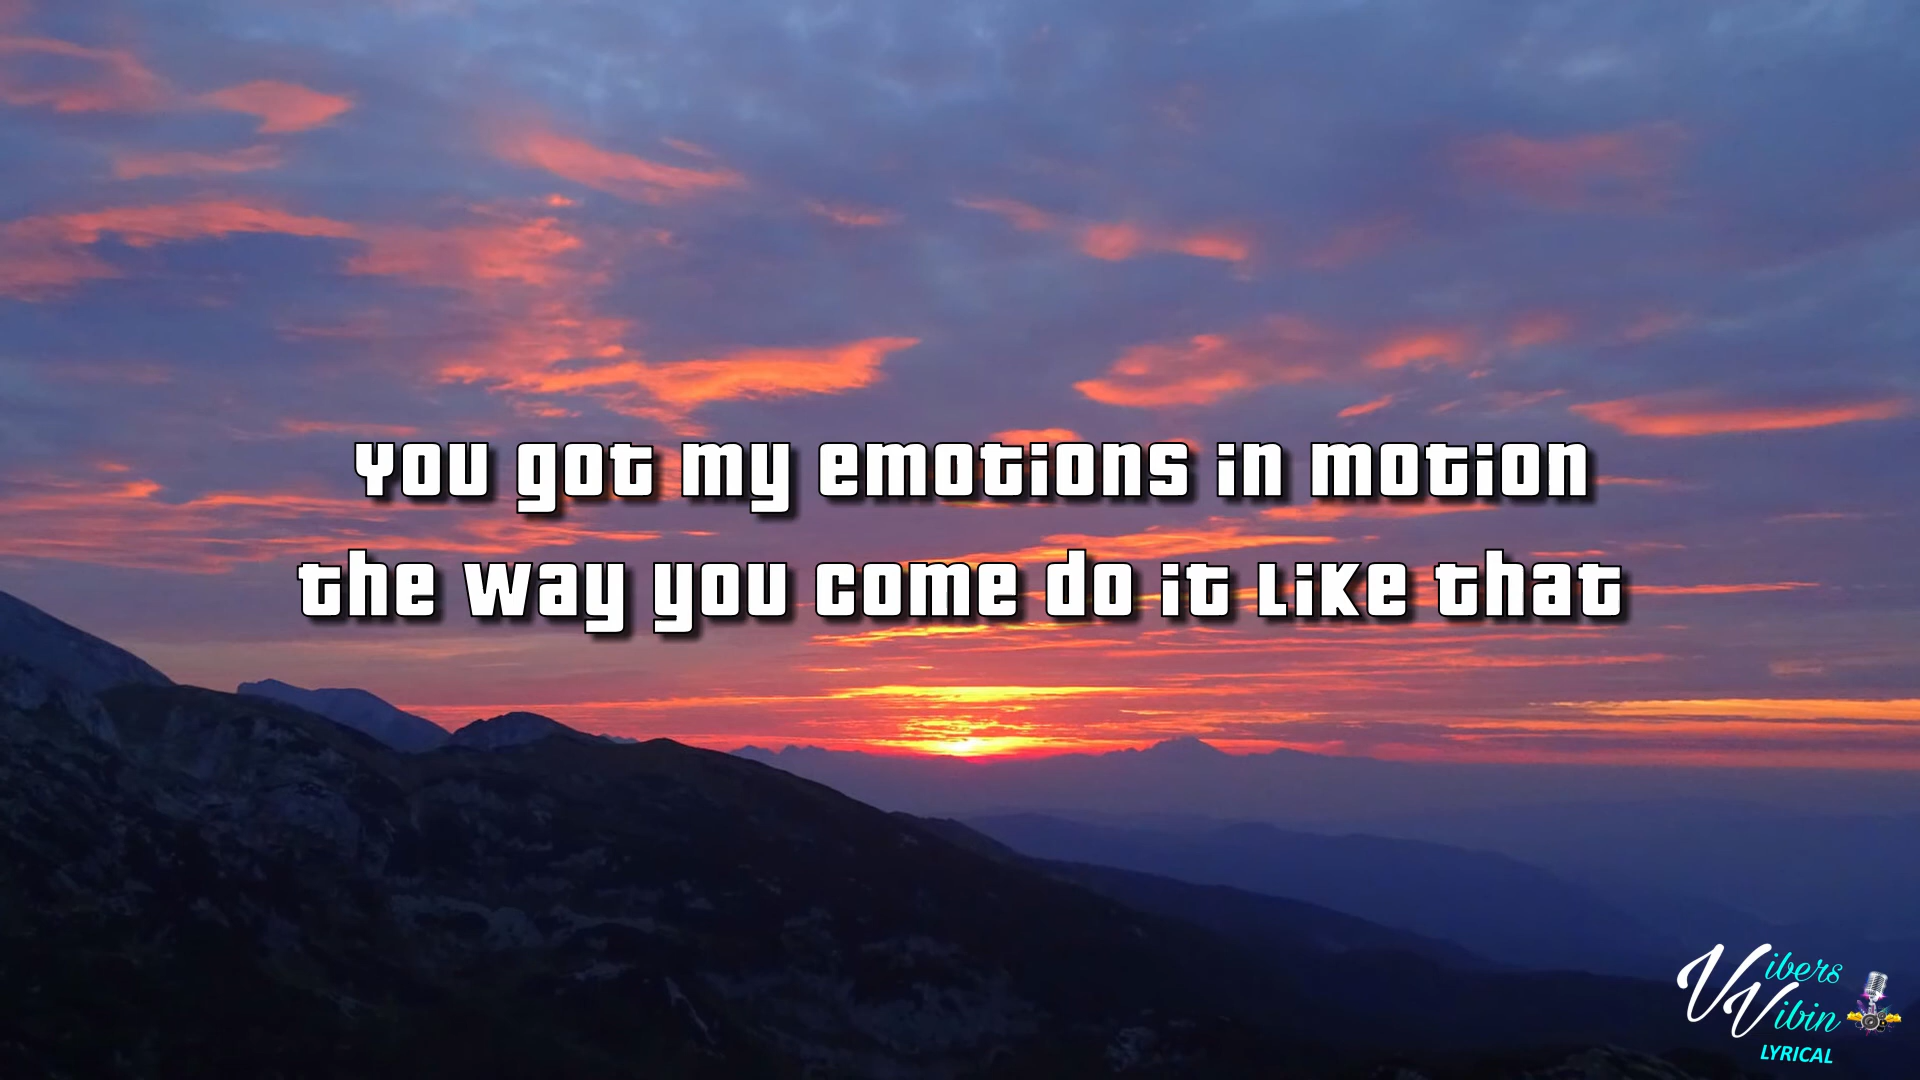 You got my emotions in motion
the way you come do it like that
Vibers
Vibin
LYRICAL